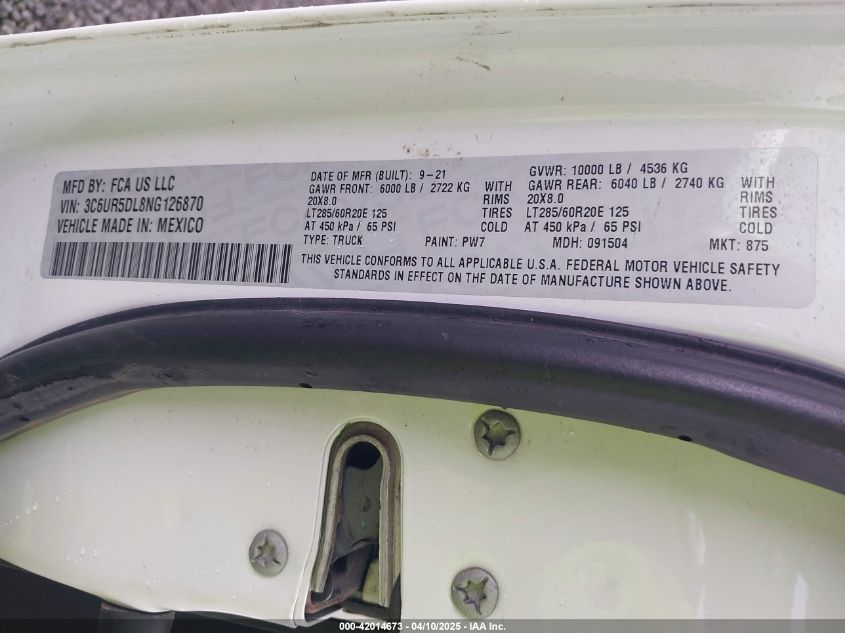 MFD BY: FCA US LLC
VIN: 3C6UR5DL8NG126870
VEHICLE MADE IN: MEXICO
DATE OF MFR (BUILT): 9-21
GAWR FRONT: 6000 LB / 2722 KG WITH
20X8.0 RIMS
LT285/60R20E 125 TIRES
AT 450 kPa / 65 PSI COLD
TYPE: TRUCK PAINT: PW7
GVWR: 10000 LB / 4536 KG
GAWR REAR: 6040 LB / 2740 KG WITH
20X8.0 RIMS
LT285/60R20E 125 TIRES
AT 450 kPa / 65 PSI COLD
MDH: 091504 MKT: 875
THIS VEHICLE CONFORMS TO ALL APPLICABLE U.S.A. FEDERAL MOTOR VEHICLE SAFETY
STANDARDS IN EFFECT ON THE DATE OF MANUFACTURE SHOWN ABOVE.
000-42014673 - 04/10/2025 - IAA Inc.